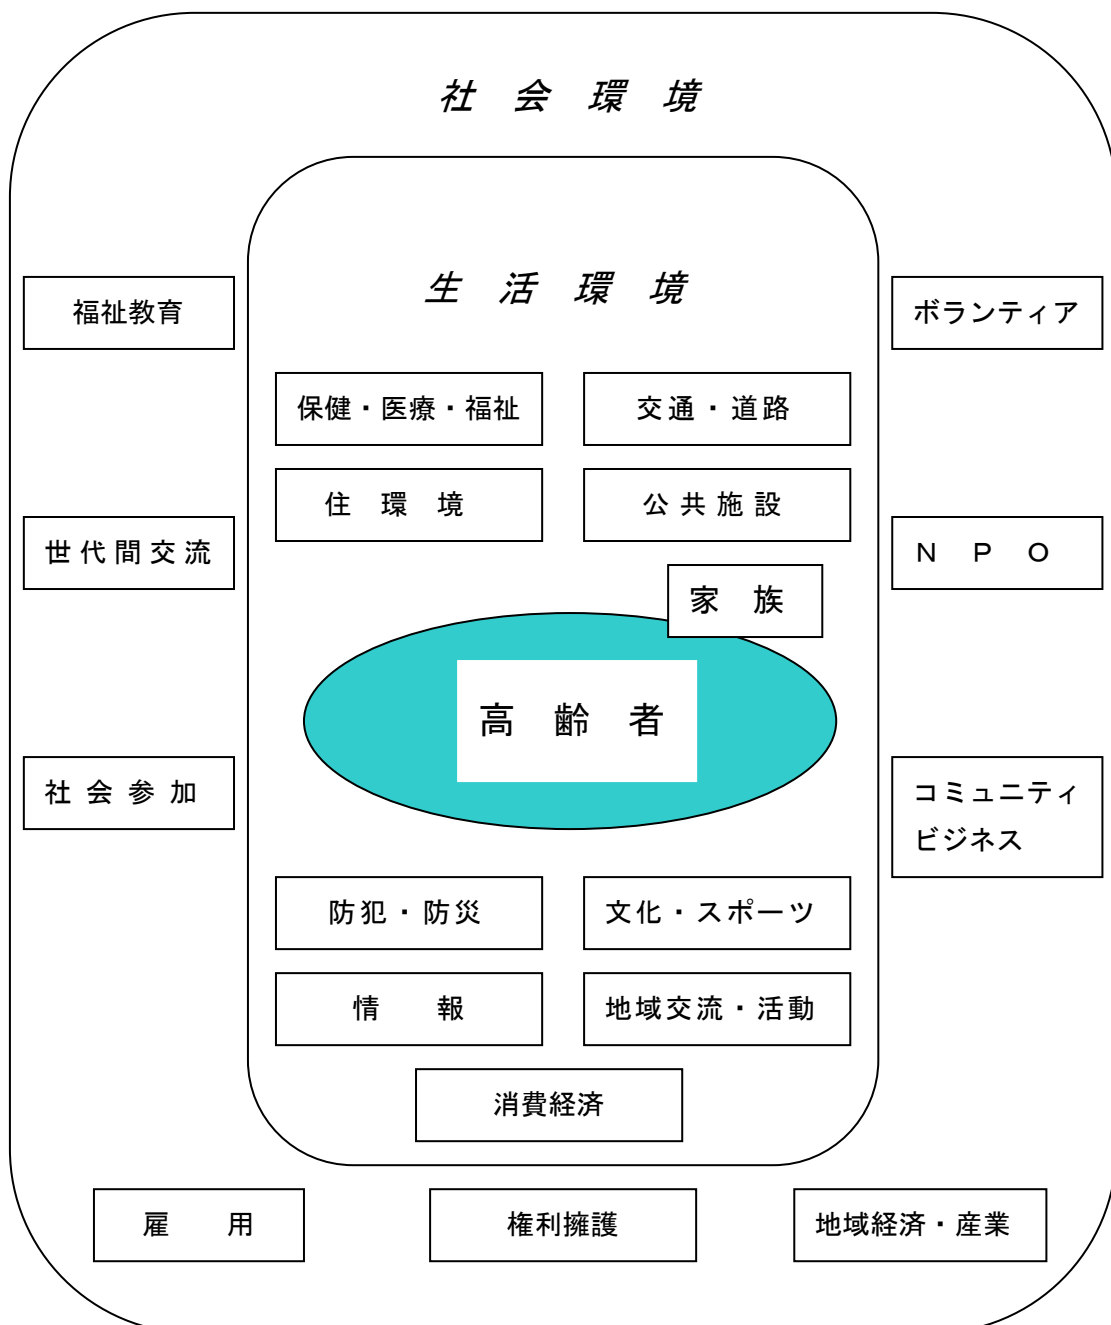 社会環境
生活環境
福祉教育
ボランティア
保健・医療・福祉
交通・道路
住環境
公共施設
世代間交流
ＮＰＯ
家族
高齢者
社会参加
コミュニティ
ビジネス
防犯・防災
文化・スポーツ
情報
地域交流・活動
消費経済
雇用
権利擁護
地域経済・産業